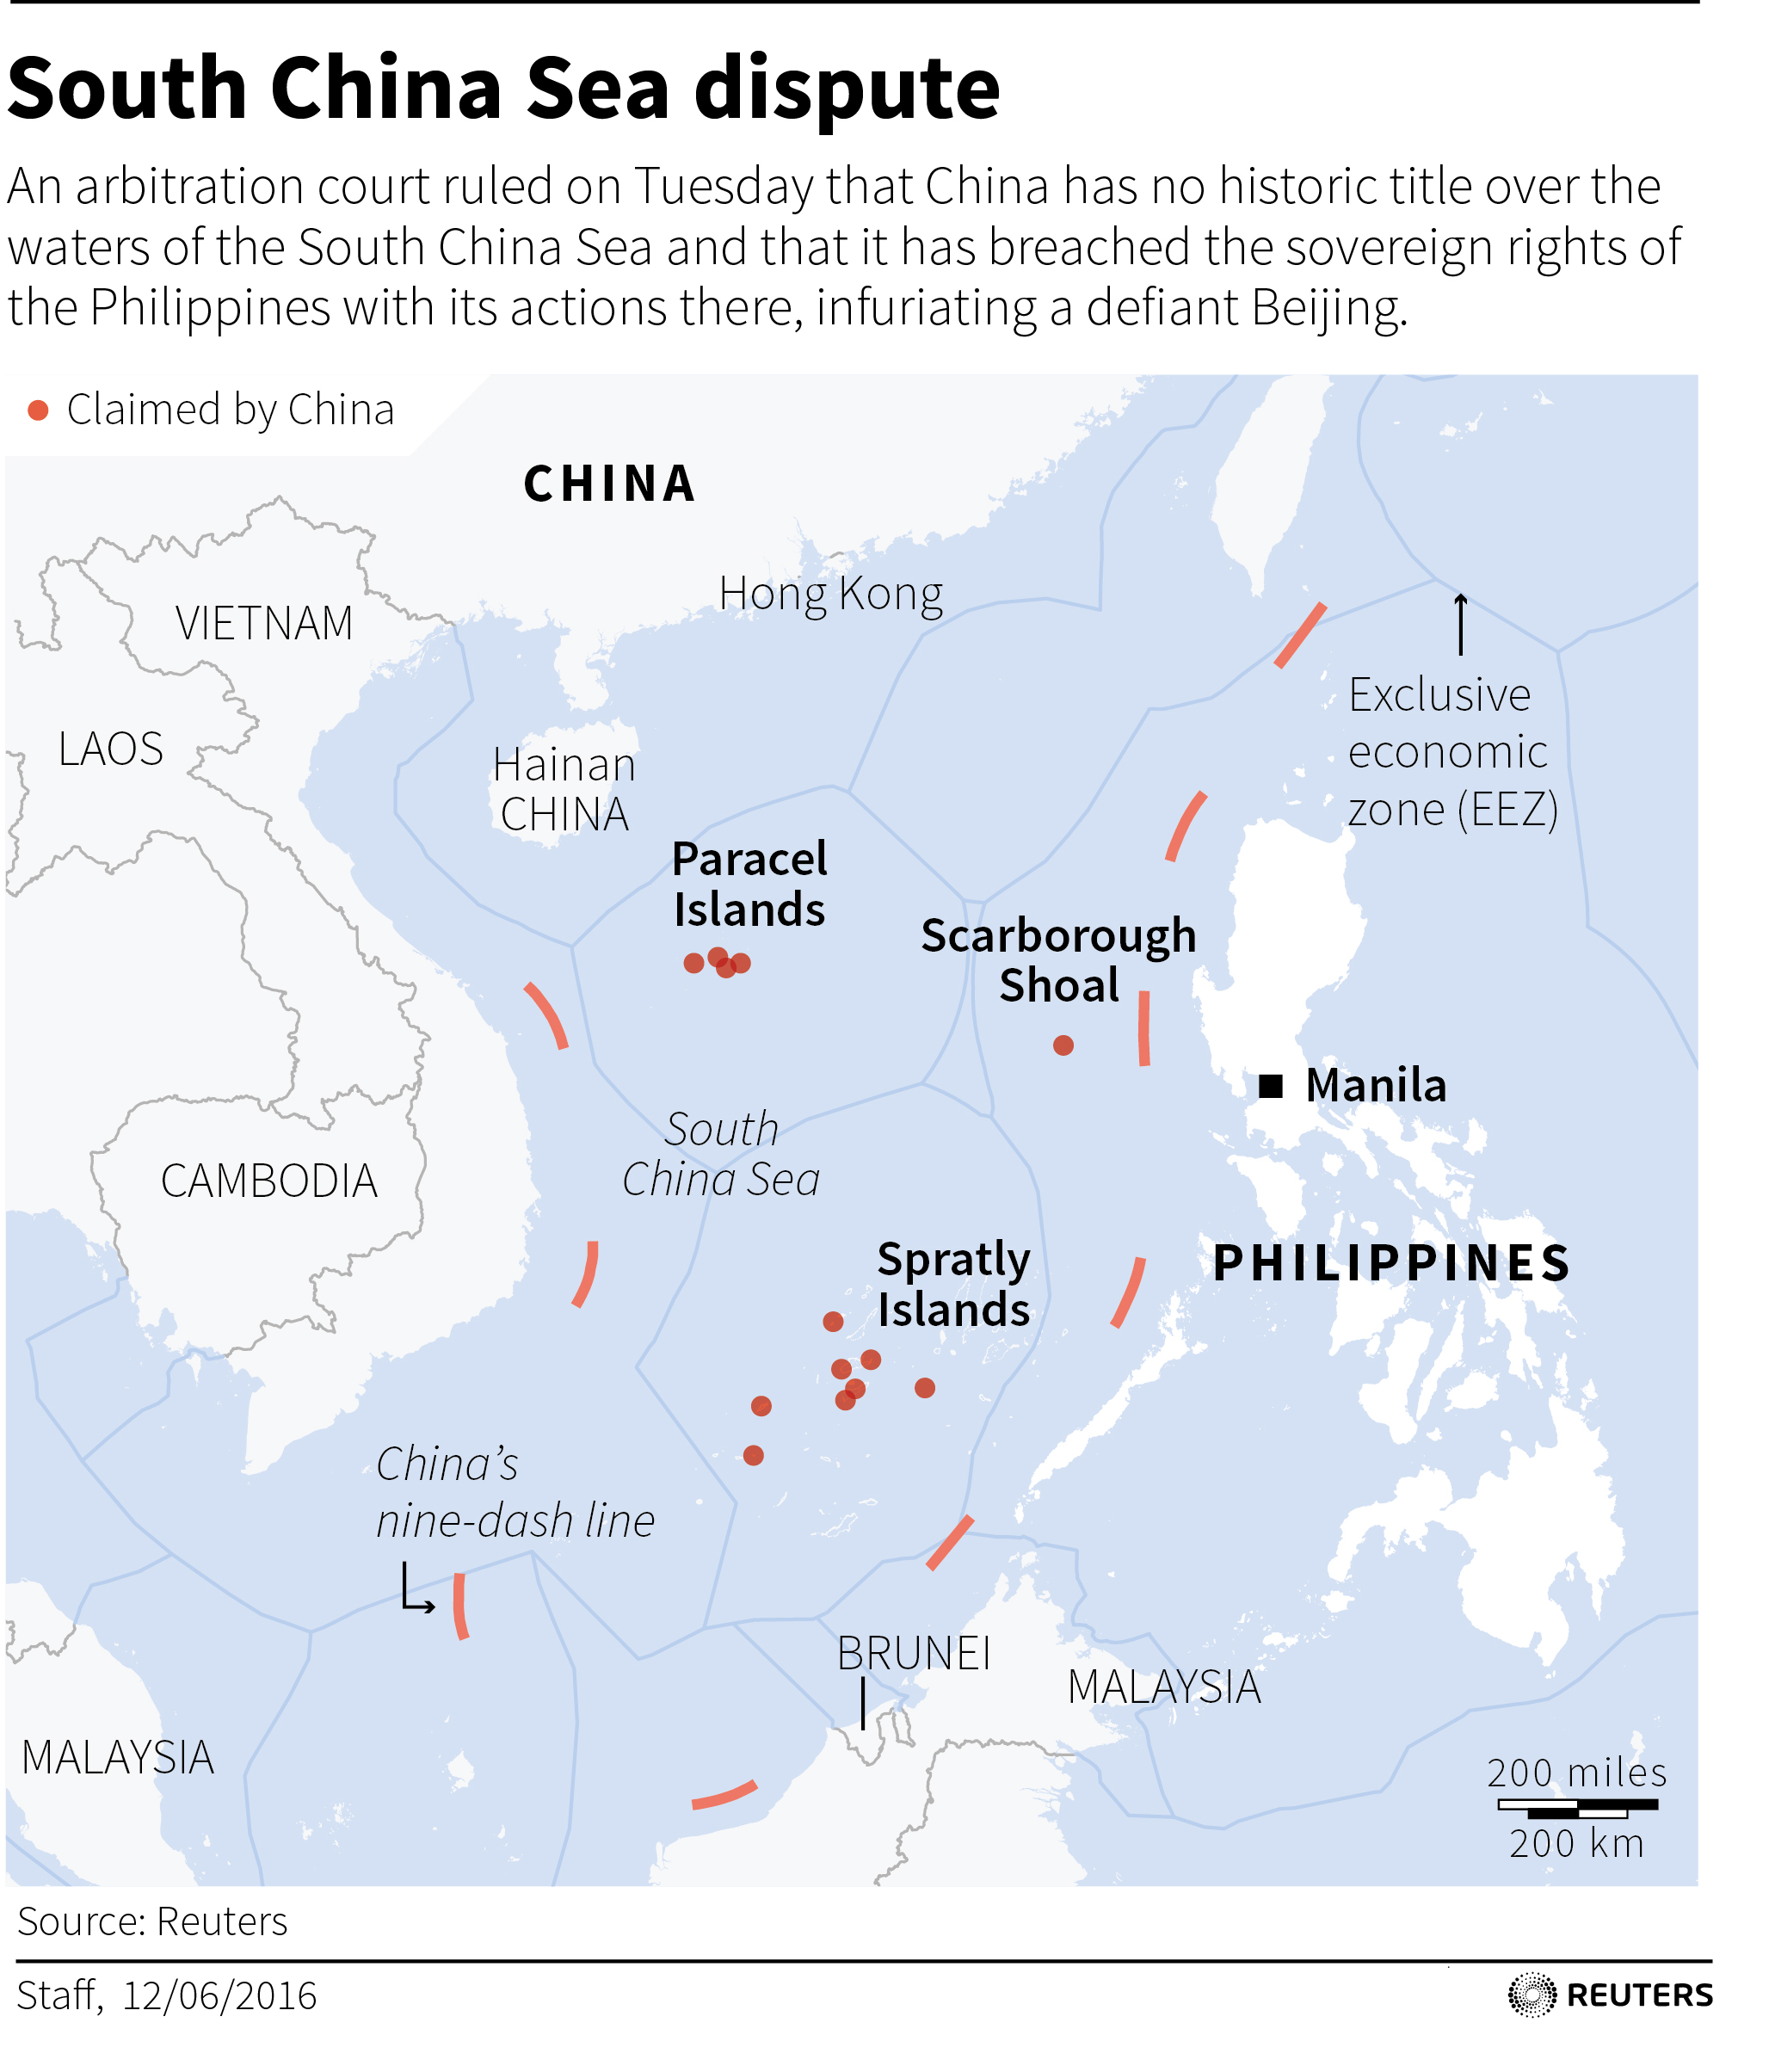 South China Sea dispute
An arbitration court ruled on Tuesday that China has no historic title over the
waters of the South China Sea and that it has breached the sovereign rights of
the Philippines with its actions there, infuriating a defiant Beijing.
Claimed by China
CHINA
Hong Kong
VIETNAM
LAOS
Hainan
CHINA
Exclusive
economic
zone (EEZ)
Paracel
Islands
Scarborough
Shoal
Manila
South
China Sea
CAMBODIA
Spratly
Islands
PHILIPPINES
China’s
nine-dash line
BRUNEI
MALAYSIA
MALAYSIA
200 miles
200 km
Source: Reuters
Staff, 12/06/2016
REUTERS